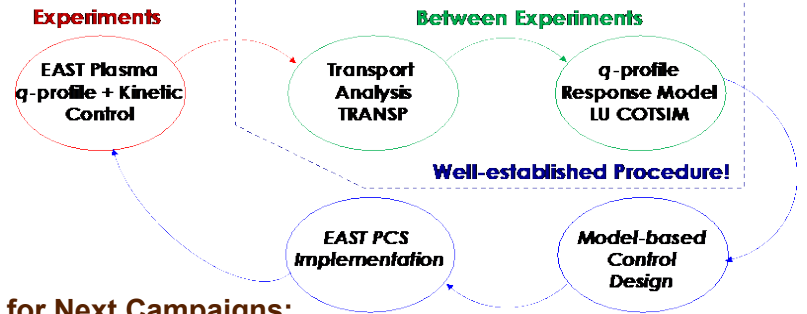 Experiments
Between Experiments
EAST Plasma
q-profile + Kinetic
Control
Transport
Analysis
TRANSP
q-profile
Response Model
LU COTSIM
Well-established Procedure!
EAST PCS
Implementation
Model-based
Control
Design
for Next Campaigns: